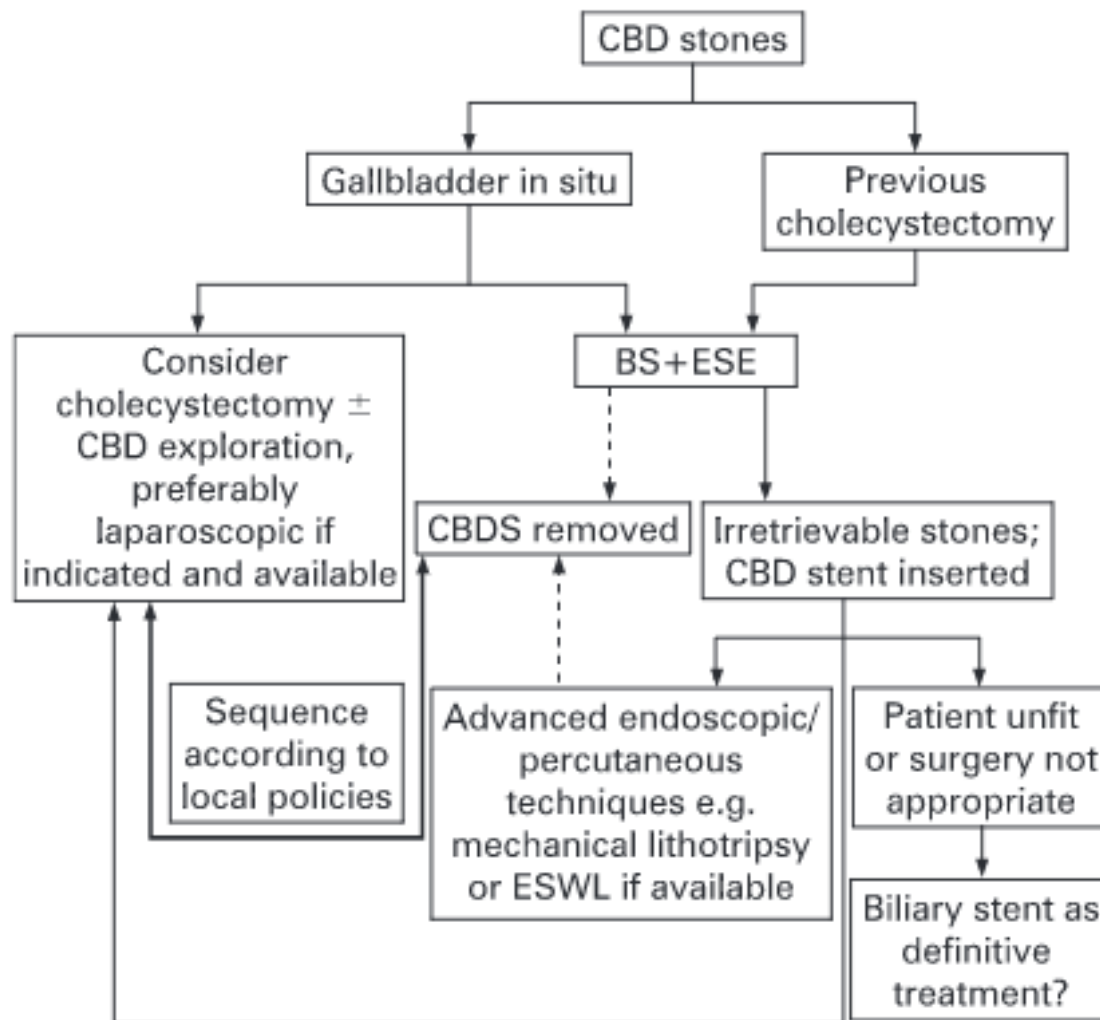 CBD stones
Gallbladder in situ
Previous
cholecystectomy
Consider
cholecystectomy ±
CBD exploration,
preferably
laparoscopic if
indicated and available
BS+ESE
CBDS removed
Irretrievable stones;
CBD stent inserted
Sequence
according to
local policies
Advanced endoscopic/
percutaneous
techniques e.g.
mechanical lithotripsy
or ESWL if available
Patient unfit
or surgery not
appropriate
Biliary stent as
definitive
treatment?